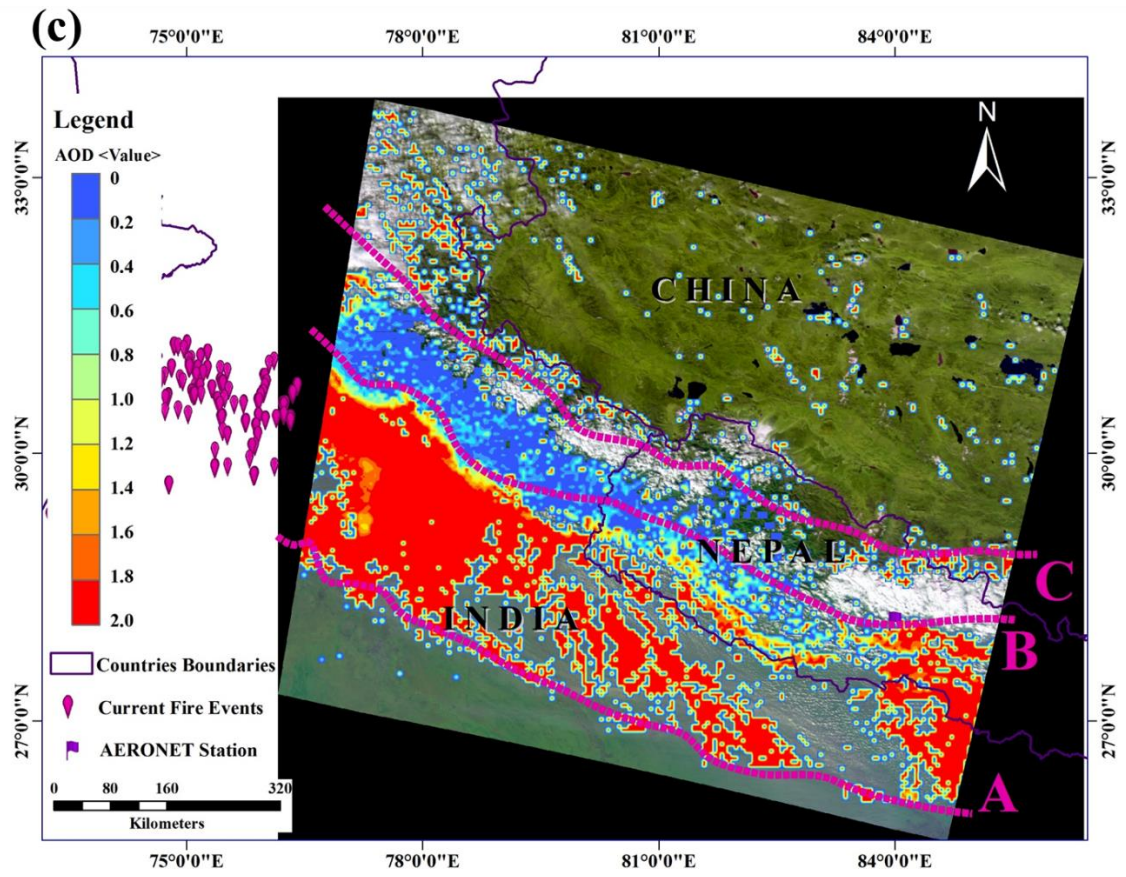 (c)
75°0'0"E 78°0'0"E 81°0'0"E 84°0'0"E
Legend
AOD <Value>
0
0.2
0.4
0.6
0.8
1.0
1.2
1.4
1.6
1.8
2.0
Countries Boundaries
Current Fire Events
AERONET Station
0 80 160 320
Kilometers
33°0'0"N
30°0'0"N
27°0'0"N
N
CHINA
NEPAL
INDIA
C
B
A
33°0'0"N
30°0'0"N
27°0'0"N
75°0'0"E 78°0'0"E 81°0'0"E 84°0'0"E